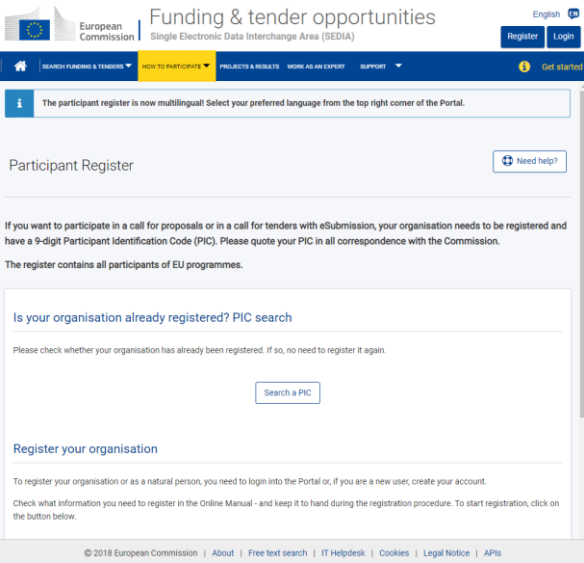 European
Commission
Funding & tender opportunities
Single Electronic Data Interchange Area (SEDIA)
English EN
Register Login
SEARCH FUNDING & TENDERS HOW TO PARTICIPATE PROJECTS & RESULTS WORK AS AN EXPERT SUPPORT i Get started
i The participant register is now multilingual! Select your preferred language from the top right corner of the Portal.
Participant Register
Need help?
If you want to participate in a call for proposals or in a call for tenders with eSubmission, your organisation needs to be registered and
have a 9-digit Participant Identification Code (PIC). Please quote your PIC in all correspondence with the Commission.
The register contains all participants of EU programmes.
Is your organisation already registered? PIC search
Please check whether your organisation has already been registered. If so, no need to register it again.
Search a PIC
Register your organisation
To register your organisation or as a natural person, you need to login into the Portal or, if you are a new user, create your account.
Check what information you need to register in the Online Manual - and keep it to hand during the registration procedure. To start registration, click on
the button below.
© 2018 European Commission | About | Free text search | IT Helpdesk | Cookies | Legal Notice | APIs